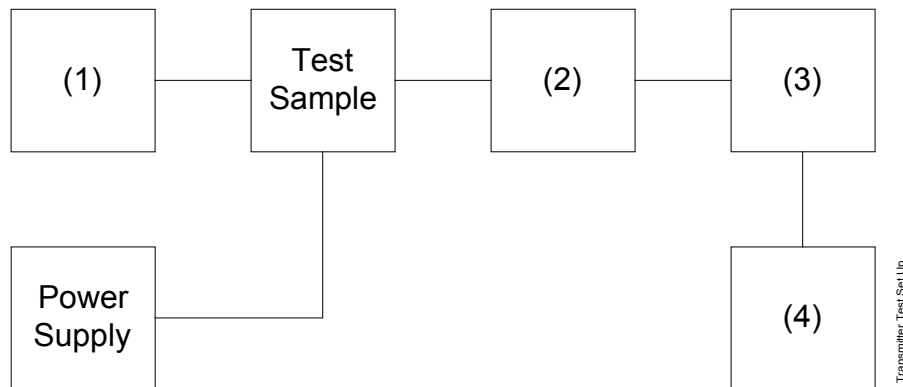 (1)
Test
Sample
(2)
(3)
Power
Supply
(4)
Transmitter Test Set Up